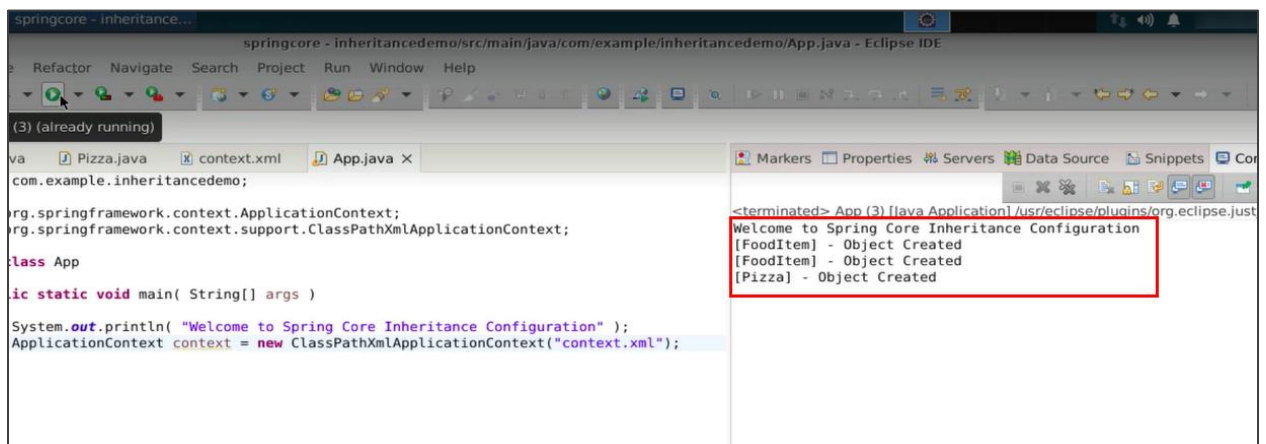 springcore - inheritance...
springcore - inheritancedemo/src/main/java/com/example/inheritancedemo/App.java - Eclipse IDE
Refactor Navigate Search Project Run Window Help
(3) (already running)
va Pizza.java context.xml App.java
Markers Properties Servers Data Source Snippets Cor
com.example.inheritancedemo;
org.springframework.context.ApplicationContext;
org.springframework.context.support.ClassPathXmlApplicationContext;
class App
ic static void main( String[] args )
System.out.println( "Welcome to Spring Core Inheritance Configuration" );
ApplicationContext context = new ClassPathXmlApplicationContext("context.xml");
<terminated> App (3) [Java Application] /usr/eclipse/plugins/org.eclipse.just
Welcome to Spring Core Inheritance Configuration
[FoodItem] - Object Created
[FoodItem] - Object Created
[Pizza] - Object Created